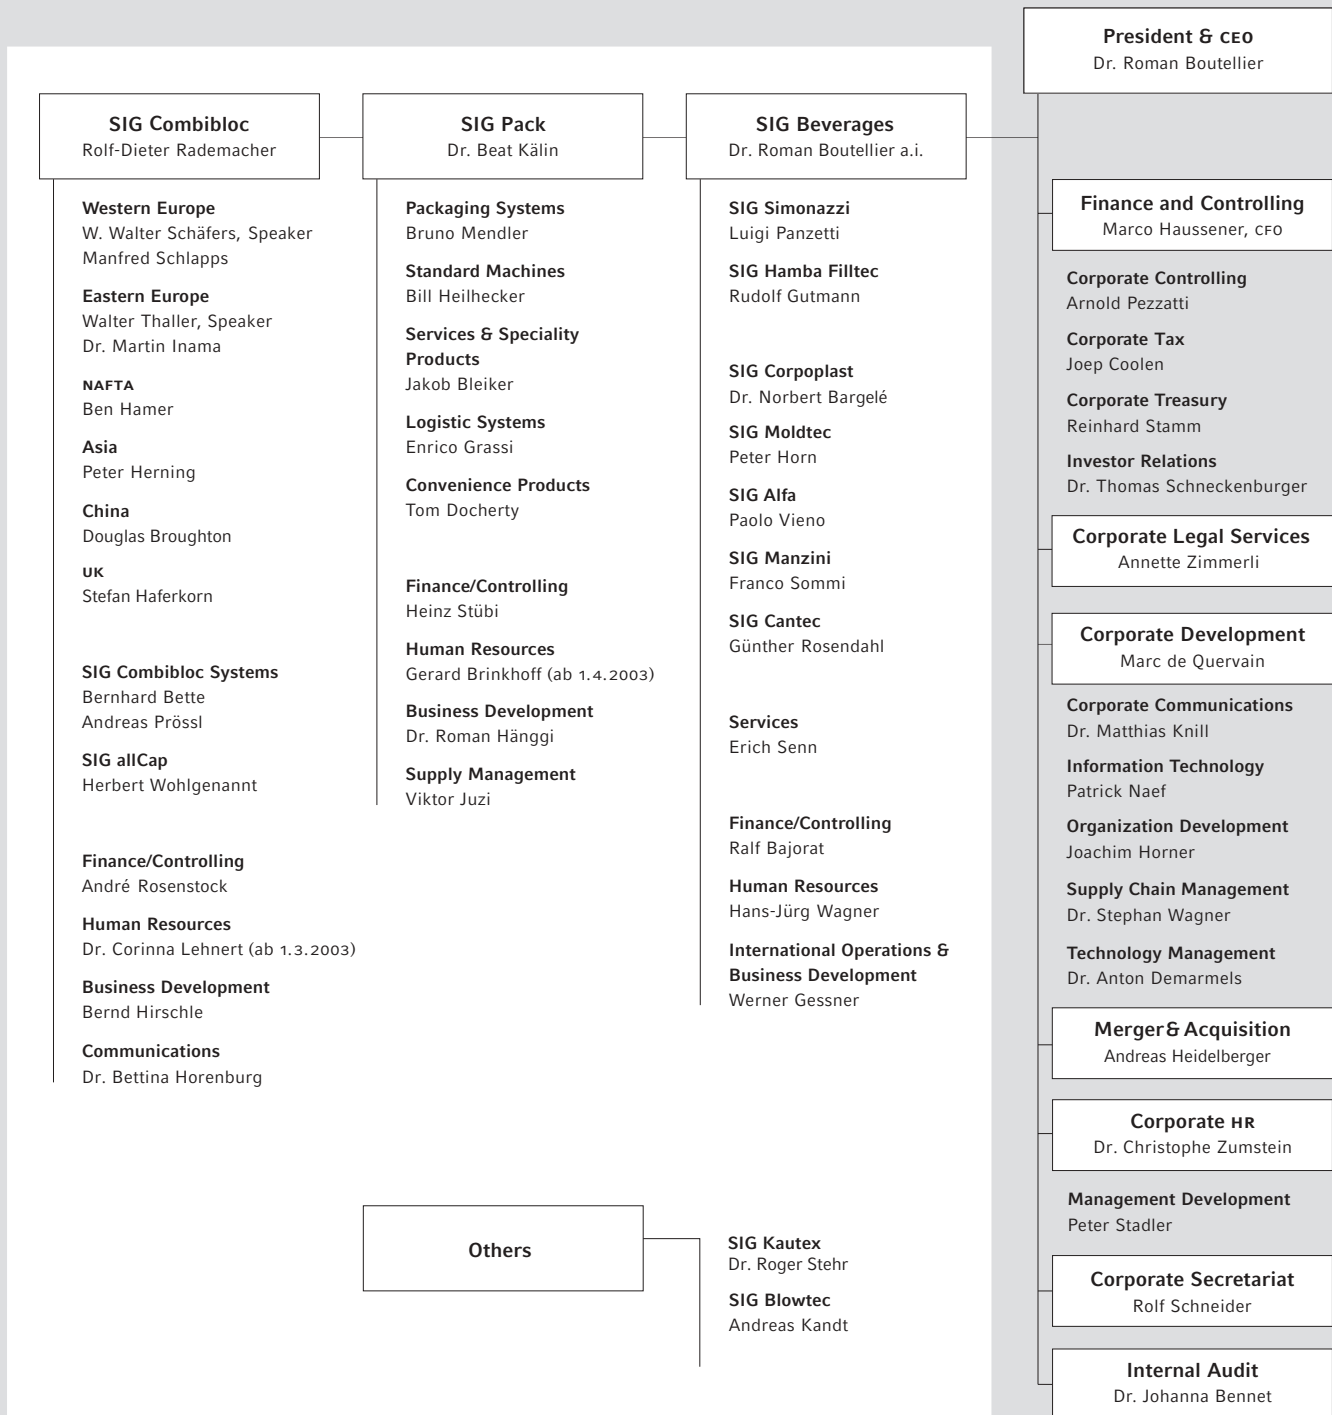 President & CEO
Dr. Roman Boutellier
SIG Combibloc
Rolf-Dieter Rademacher
Western Europe
W. Walter Schäfers, Speaker
Manfred Schlapps
Eastern Europe
Walter Thaller, Speaker
Dr. Martin Inama
NAFTA
Ben Hamer
Asia
Peter Herning
China
Douglas Broughton
UK
Stefan Haferkorn
SIG Combibloc Systems
Bernhard Bette
Andreas Prössl
SIG allCap
Herbert Wohlgenannt
Finance/Controlling
André Rosenstock
Human Resources
Dr. Corinna Lehnert (ab 1.3.2003)
Business Development
Bernd Hirschle
Communications
Dr. Bettina Horenburg
SIG Pack
Dr. Beat Kälin
Packaging Systems
Bruno Mendler
Standard Machines
Bill Heilhecker
Services & Speciality
Products
Jakob Bleiker
Logistic Systems
Enrico Grassi
Convenience Products
Tom Docherty
Finance/Controlling
Heinz Stübi
Human Resources
Gerard Brinkhoff (ab 1.4.2003)
Business Development
Dr. Roman Hänggi
Supply Management
Viktor Juzi
SIG Beverages
Dr. Roman Boutellier a.i.
SIG Simonazzi
Luigi Panzetti
SIG Hamba Filltec
Rudolf Gutmann
SIG Corpoplast
Dr. Norbert Bargelé
SIG Moldtec
Peter Horn
SIG Alfa
Paolo Vieno
SIG Manzini
Franco Sommi
SIG Cantec
Günther Rosendahl
Services
Erich Senn
Finance/Controlling
Ralf Bajorat
Human Resources
Hans-Jürg Wagner
International Operations &
Business Development
Werner Gessner
Others
SIG Kautex
Dr. Roger Stehr
SIG Blowtec
Andreas Kandt
Finance and Controlling
Marco Haussener, CFO
Corporate Controlling
Arnold Pezzatti
Corporate Tax
Joep Coolen
Corporate Treasury
Reinhard Stamm
Investor Relations
Dr. Thomas Schneckenburger
Corporate Legal Services
Annette Zimmerli
Corporate Development
Marc de Quervain
Corporate Communications
Dr. Matthias Knill
Information Technology
Patrick Naef
Organization Development
Joachim Horner
Supply Chain Management
Dr. Stephan Wagner
Technology Management
Dr. Anton Demarmels
Merger & Acquisition
Andreas Heidelberger
Corporate HR
Dr. Christophe Zumstein
Management Development
Peter Stadler
Corporate Secretariat
Rolf Schneider
Internal Audit
Dr. Johanna Bennet